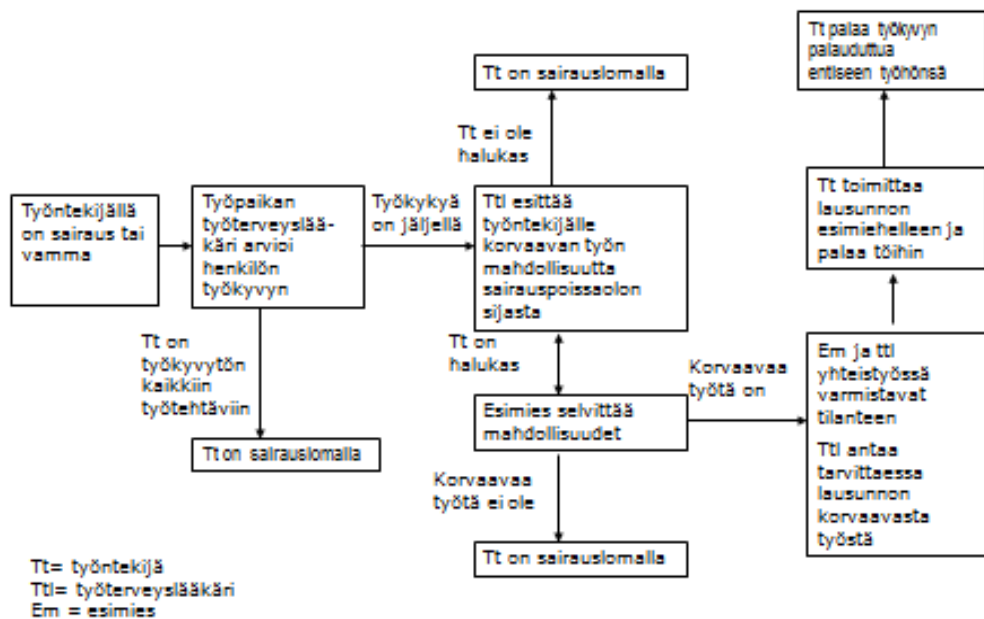 Työntekijällä
on sairaus tai
vamma
Työpaikan
työterveyslää-
käri arvioi
henkilön
työkyvyn
Tt on
työkyvytön
kaikkiin
työtehtäviin
Tt on sairauslomalla
Työkykyä
on jäljellä
Ttl esittää
työntekijälle
korvaavan työn
mahdollisuutta
sairauspoissaolon
sijasta
Tt ei ole
halukas
Tt on sairauslomalla
Tt on
halukas
Esimies selvittää
mahdollisuudet
Korvaavaa
työtä ei ole
Tt on sairauslomalla
Korvaavaa
työtä on
Em ja ttl
yhteistyössä
varmistavat
tilanteen
Ttl antaa
tarvittaessa
lausunnon
korvaavasta
työstä
Tt toimittaa
lausunnon
esimiehelleen ja
palaa töihin
Tt palaa työkyvyn
palauduttua
entiseen työhönsä
Tt= työntekijä
Ttl= työterveyslääkäri
Em = esimies